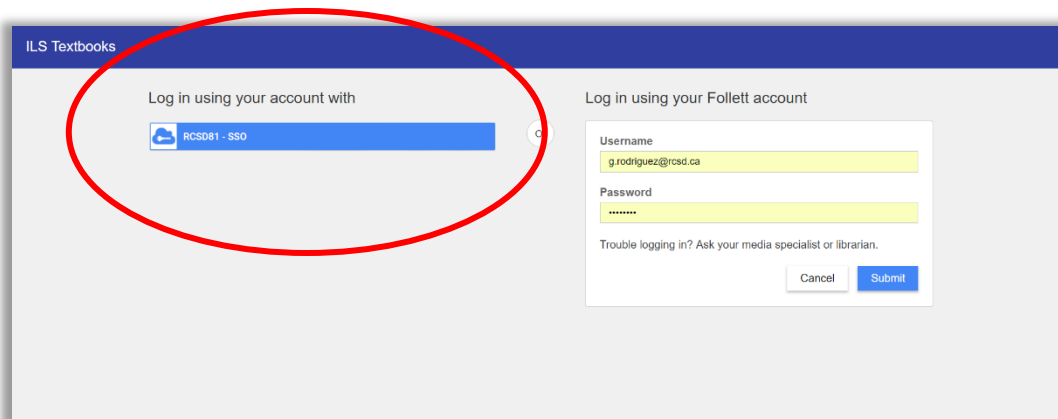 ILS Textbooks
Log in using your account with
RCSD81 - SSO
Log in using your Follett account
Username
g.rodriguez@rcsd.ca
Password
••••••••
Trouble logging in? Ask your media specialist or librarian.
Cancel
Submit